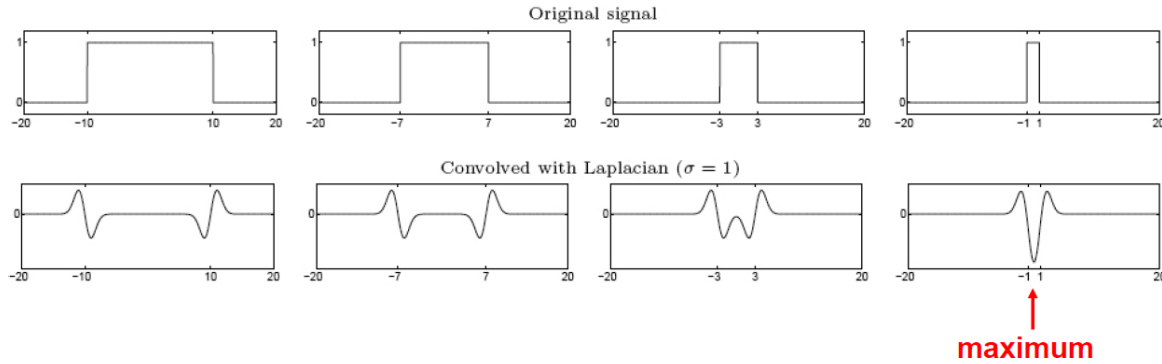 Original signal
1 1 1 1
0 0 0 0
−20 −10 10 20 −20 −7 7 20 −20 −3 3 20 −20 −1 1 20
Convolved with Laplacian (σ = 1)
0 0 0 0
−20 −10 10 20 −20 −7 7 20 −20 −3 3 20 −20 −1 1 20
maximum